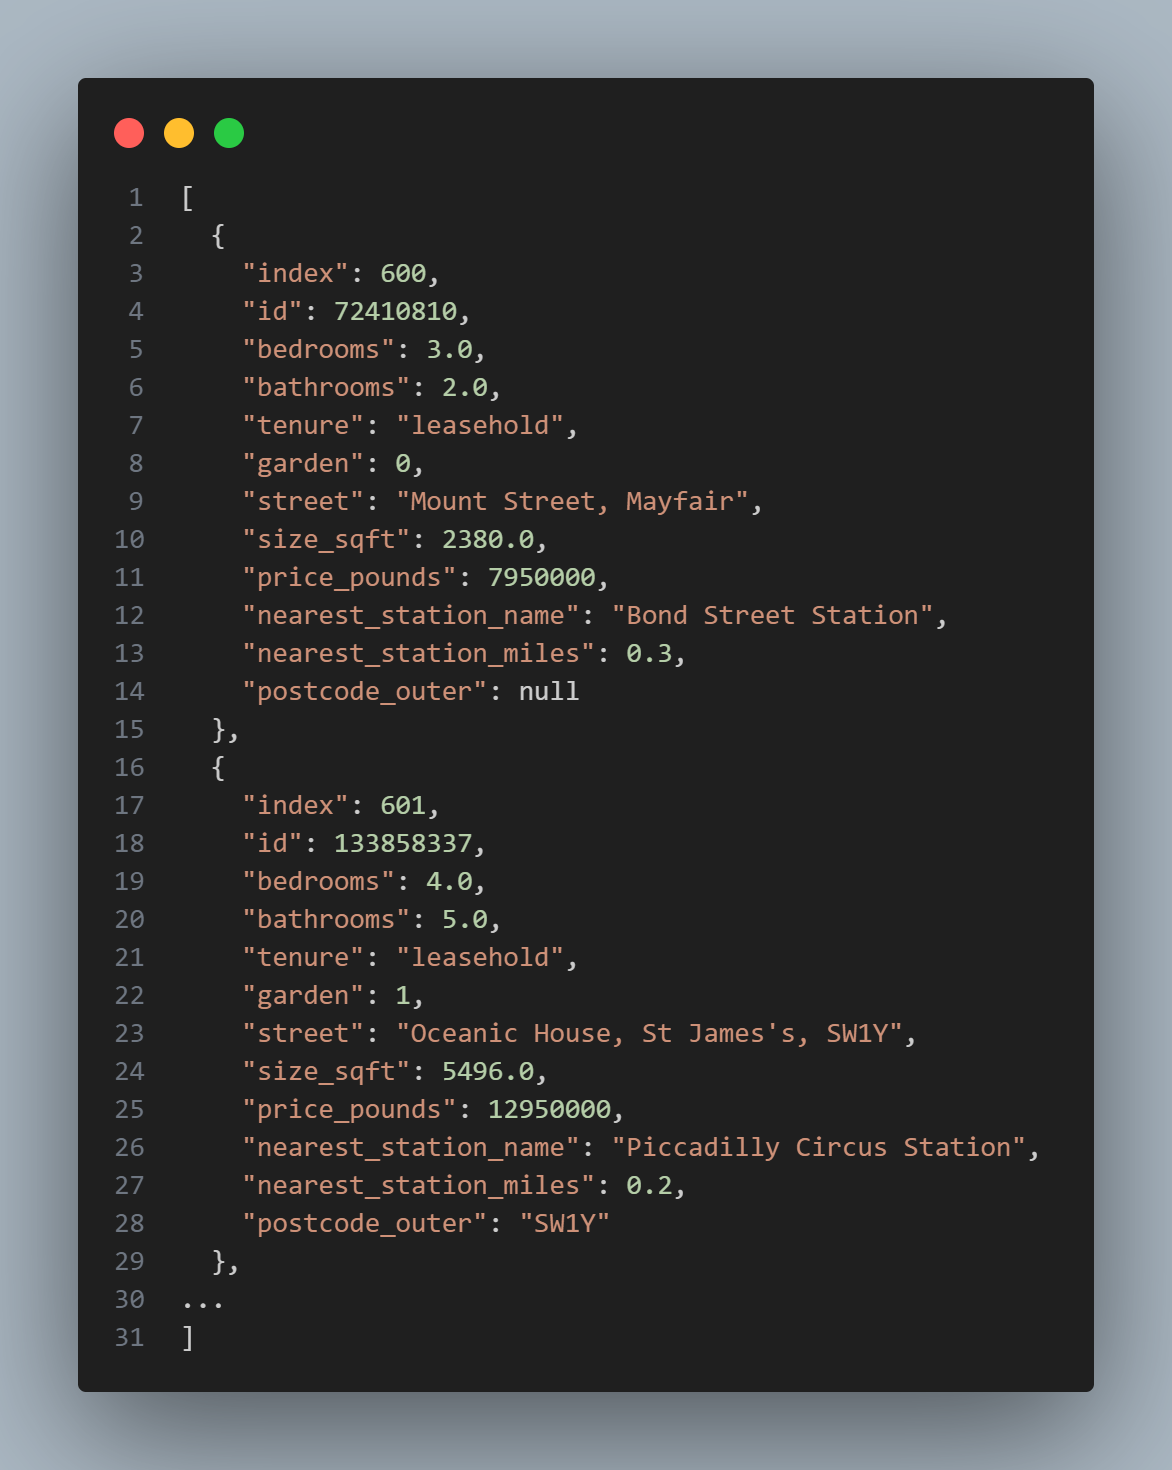 1 [
2 {
3 "index": 600,
4 "id": 72410810,
5 "bedrooms": 3.0,
6 "bathrooms": 2.0,
7 "tenure": "leasehold",
8 "garden": 0,
9 "street": "Mount Street, Mayfair",
10 "size_sqft": 2380.0,
11 "price_pounds": 7950000,
12 "nearest_station_name": "Bond Street Station",
13 "nearest_station_miles": 0.3,
14 "postcode_outer": null
15 },
16 {
17 "index": 601,
18 "id": 133858337,
19 "bedrooms": 4.0,
20 "bathrooms": 5.0,
21 "tenure": "leasehold",
22 "garden": 1,
23 "street": "Oceanic House, St James's, SW1Y",
24 "size_sqft": 5496.0,
25 "price_pounds": 12950000,
26 "nearest_station_name": "Piccadilly Circus Station",
27 "nearest_station_miles": 0.2,
28 "postcode_outer": "SW1Y"
29 },
30 ...
31 ]